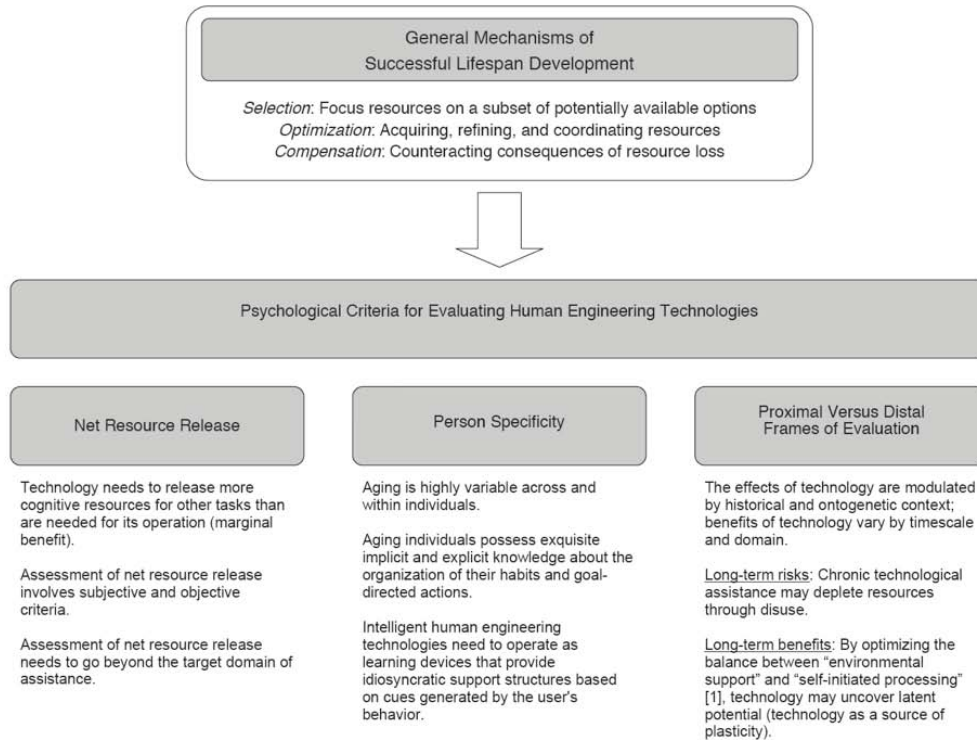 General Mechanisms of
Successful Lifespan Development
Selection: Focus resources on a subset of potentially available options
Optimization: Acquiring, refining, and coordinating resources
Compensation: Counteracting consequences of resource loss
Psychological Criteria for Evaluating Human Engineering Technologies
Net Resource Release
Technology needs to release more
cognitive resources for other tasks than
are needed for its operation (marginal
benefit).
Assessment of net resource release
involves subjective and objective
criteria.
Assessment of net resource release
needs to go beyond the target domain of
assistance.
Person Specificity
Aging is highly variable across and
within individuals.
Aging individuals possess exquisite
implicit and explicit knowledge about the
organization of their habits and goal-
directed actions.
Intelligent human engineering
technologies need to operate as
learning devices that provide
idiosyncratic support structures based
on cues generated by the user's
behavior.
Proximal Versus Distal
Frames of Evaluation
The effects of technology are modulated
by historical and ontogenetic context;
benefits of technology vary by timescale
and domain.
Long-term risks: Chronic technological
assistance may deplete resources
through disuse.
Long-term benefits: By optimizing the
balance between “environmental
support” and “self-initiated processing”
[1], technology may uncover latent
potential (technology as a source of
plasticity).